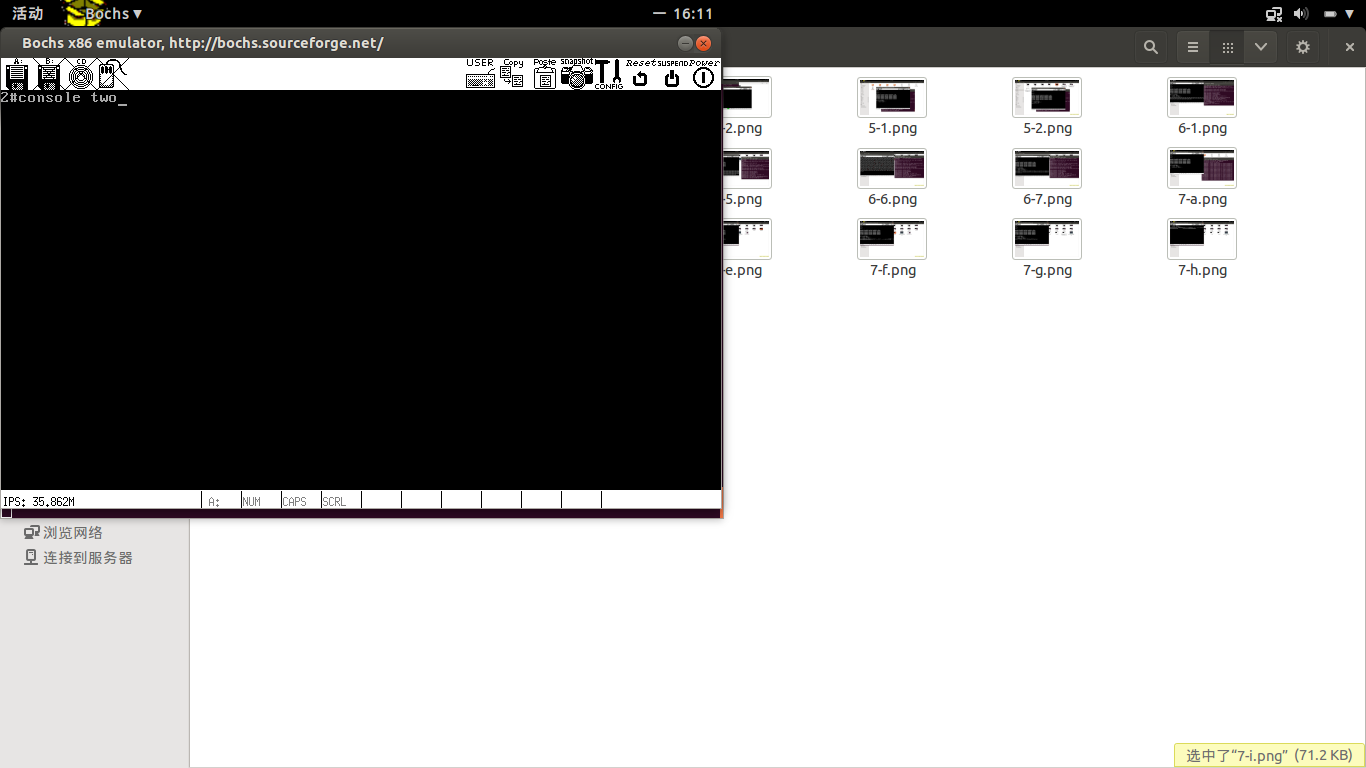 活动 Bochs ▾ 一 16:11
Bochs x86 emulator, http://bochs.sourceforge.net/
A: B: CD USER Copy Paste snapshot CONFIG Reset SUSPEND Power
2#console two_
-2.png 5-1.png 5-2.png 6-1.png
-5.png 6-6.png 6-7.png 7-a.png
-e.png 7-f.png 7-g.png 7-h.png
IPS: 35.862M A: NUM CAPS SCRL
浏览网络
连接到服务器
选中了“7-i.png” (71.2 KB)